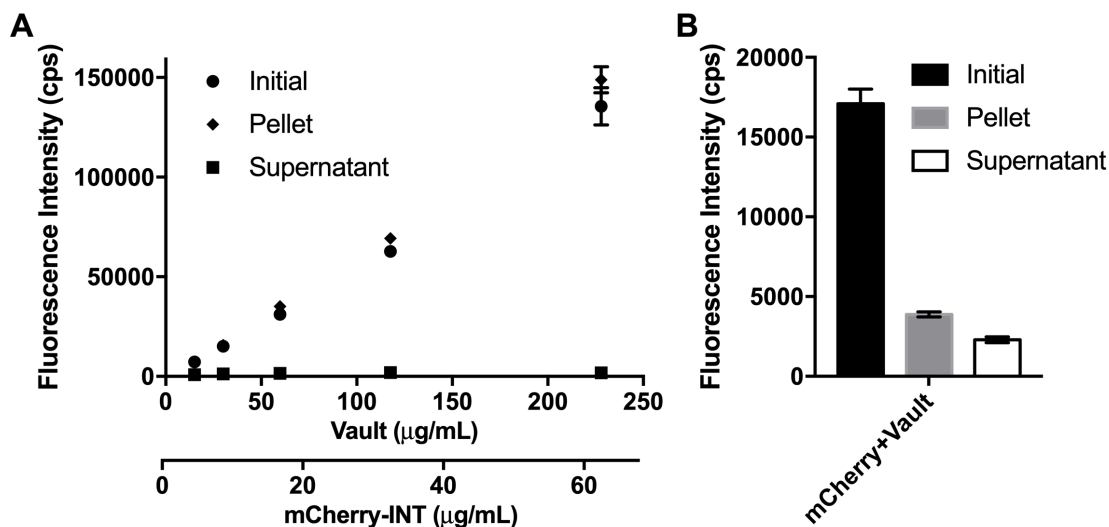 A
Fluorescence Intensity (cps)
150000
100000
50000
0
Initial
Pellet
Supernatant
0 50 100 150 200 250
Vault (μg/mL)
0 20 40 60
mCherry-INT (μg/mL)
B
Fluorescence Intensity (cps)
20000
15000
10000
5000
0
Initial
Pellet
Supernatant
mCherry+Vault